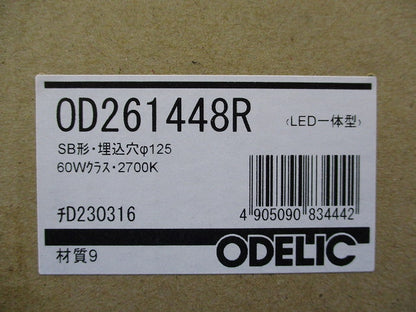 OD261448R 〈LED一体型〉
SB形・埋込穴φ125
60Wクラス・2700K
チD230316
4 905090 834442
材質9 ODELIC